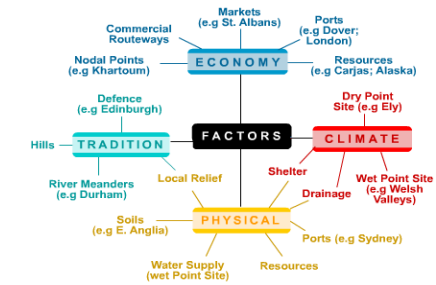 Markets
(e.g St. Albans)
Commercial
Routeways
Ports
(e.g Dover;
London)
Nodal Points
(e.g Khartoum)
ECONOMY
Resources
(e.g Carjas; Alaska)
Defence
(e.g Edinburgh)
Dry Point
Site (e.g Ely)
Hills
TRADITION
FACTORS
CLIMATE
River Meanders
(e.g Durham)
Local Relief
Shelter
Drainage
Wet Point Site
(e.g Welsh
Valleys)
Soils
(e.g E. Anglia)
PHYSICAL
Ports (e.g Sydney)
Water Supply
(wet Point Site)
Resources